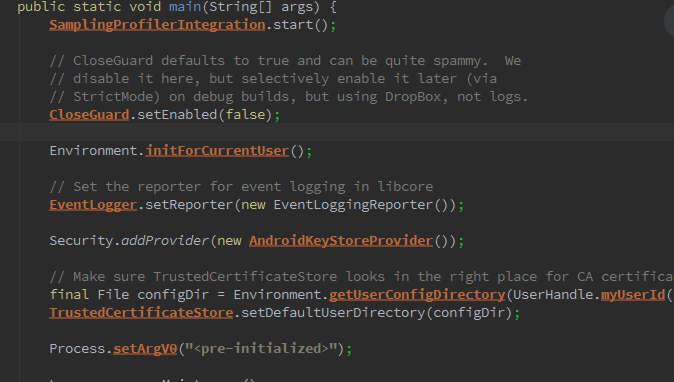 public static void main(String[] args) {
SamplingProfilerIntegration.start();
// CloseGuard defaults to true and can be quite spammy.  We
// disable it here, but selectively enable it later (via
// StrictMode) on debug builds, but using DropBox, not logs.
CloseGuard.setEnabled(false);
Environment.initForCurrentUser();
// Set the reporter for event logging in libcore
EventLogger.setReporter(new EventLoggingReporter());
Security.addProvider(new AndroidKeyStoreProvider());
// Make sure TrustedCertificateStore looks in the right place for CA certifica
final File configDir = Environment.getUserConfigDirectory(UserHandle.myUserId(
TrustedCertificateStore.setDefaultUserDirectory(configDir);
Process.setArgV0("<pre-initialized>");